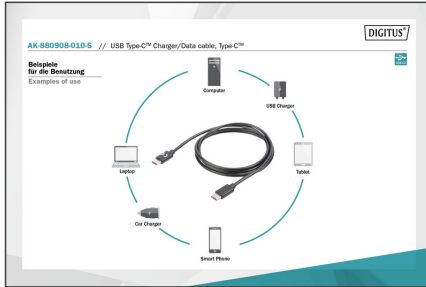 DIGITUS®
AK-880908-010-S // USB Type-C™ Charger/Data cable, Type-C™
Beispiele
für die Benutzung
Examples of use
Computer
USB Charger
Laptop
Tablet
Car Charger
Smart Phone